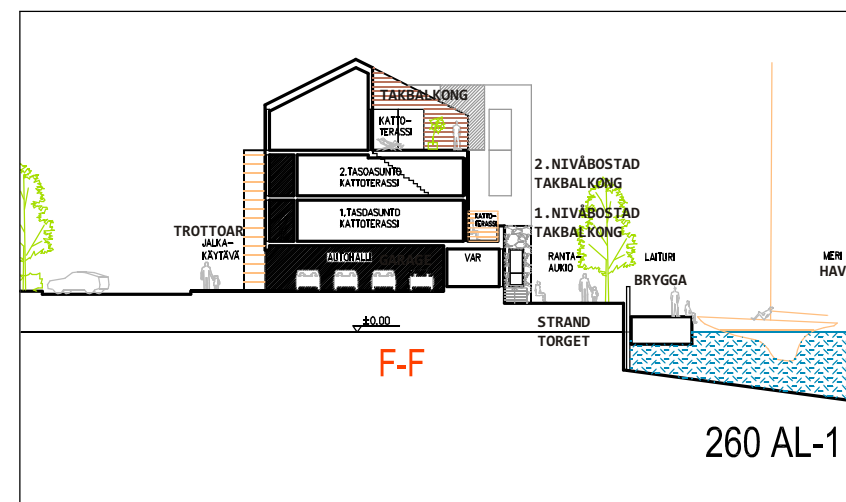 TAKBALKONG
KATTO-
TERASSI
2.NIVÅBOSTAD
TAKBALKONG
2.TASOASUNTO
KATTOTERASSI
1.NIVÅBOSTAD
TAKBALKONG
1.TASOASUNTO
KATTOTERASSI
KATTO-
TERASSI
TROTTOAR
JALKA-
KÄYTÄVÄ
AUTOHALLI
GARAGE
VAR
RANTA-
AUKIO
LAITURI
BRYGGA
MERI
HAV
±0.00
STRAND
TORGET
F-F
260 AL-1